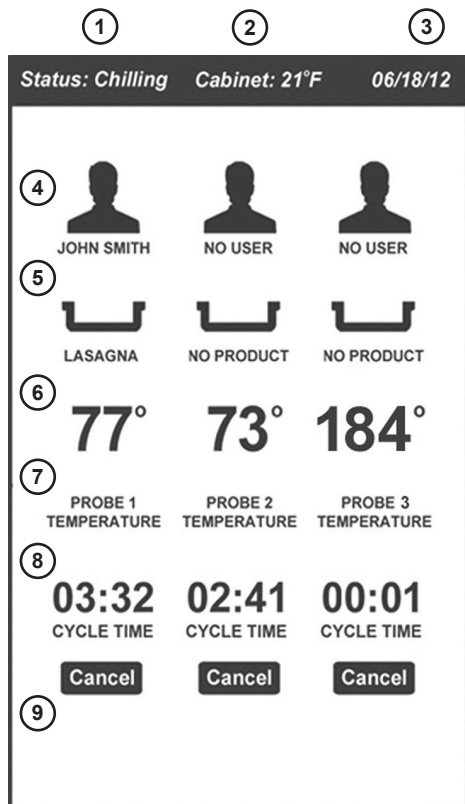 1 2 3
Status: Chilling Cabinet: 21°F 06/18/12
4
JOHN SMITH NO USER NO USER
5
LASAGNA NO PRODUCT NO PRODUCT
6
77° 73° 184°
7
PROBE 1 PROBE 2 PROBE 3
TEMPERATURE TEMPERATURE TEMPERATURE
8
03:32 02:41 00:01
CYCLE TIME CYCLE TIME CYCLE TIME
Cancel Cancel Cancel
9